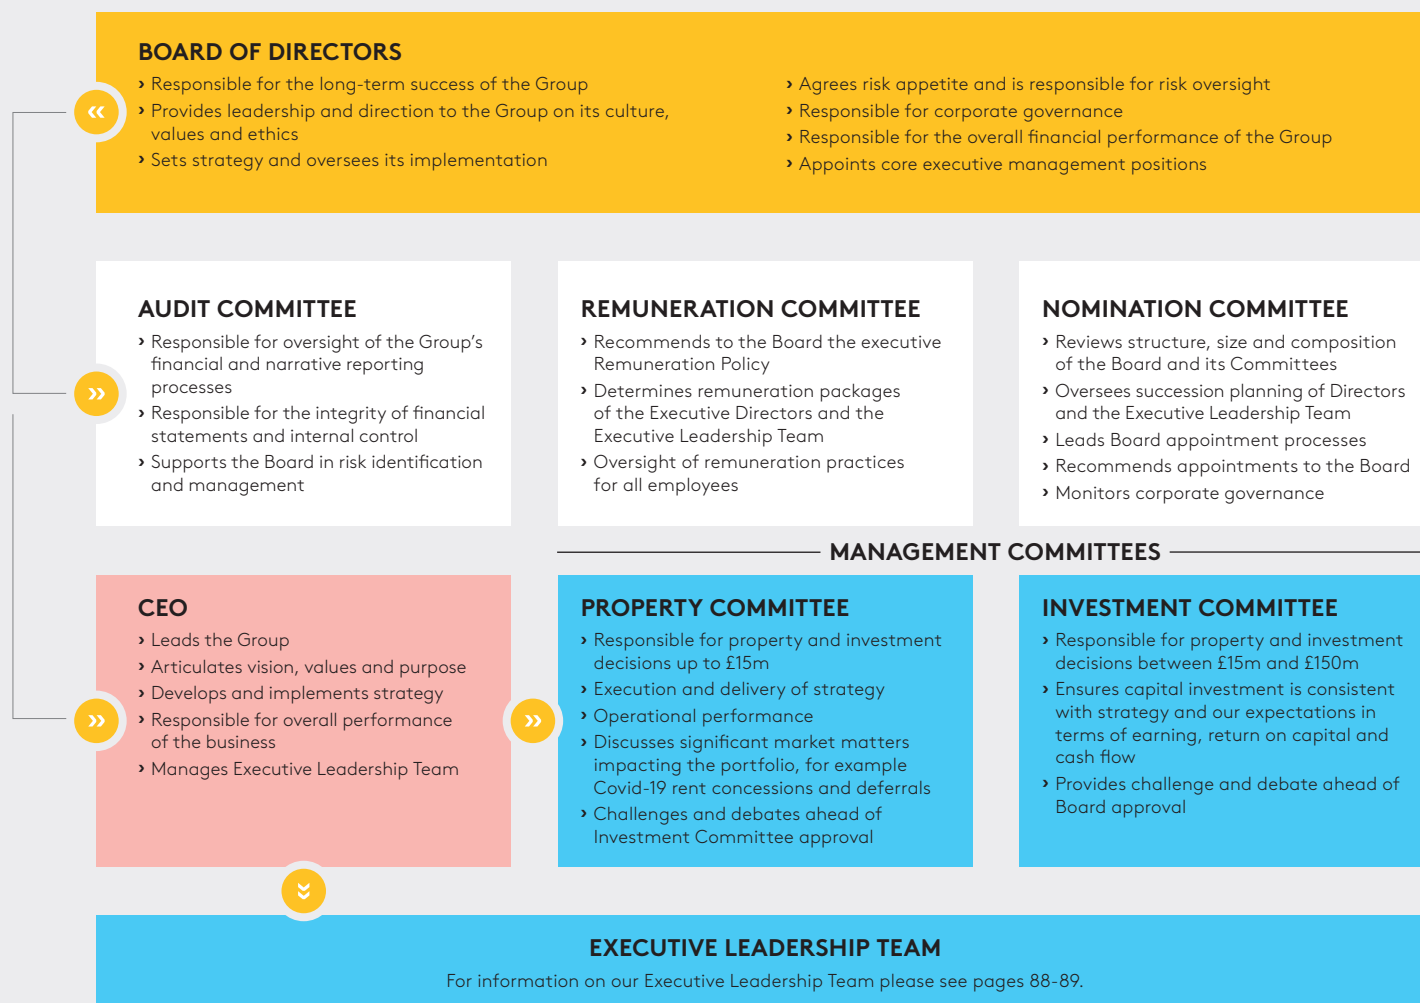 BOARD OF DIRECTORS
› Responsible for the long-term success of the Group
› Provides leadership and direction to the Group on its culture,
values and ethics
› Sets strategy and oversees its implementation
› Agrees risk appetite and is responsible for risk oversight
› Responsible for corporate governance
› Responsible for the overall financial performance of the Group
› Appoints core executive management positions
AUDIT COMMITTEE
› Responsible for oversight of the Group’s
financial and narrative reporting
processes
› Responsible for the integrity of financial
statements and internal control
› Supports the Board in risk identification
and management
REMUNERATION COMMITTEE
› Recommends to the Board the executive
Remuneration Policy
› Determines remuneration packages
of the Executive Directors and the
Executive Leadership Team
› Oversight of remuneration practices
for all employees
NOMINATION COMMITTEE
› Reviews structure, size and composition
of the Board and its Committees
› Oversees succession planning of Directors
and the Executive Leadership Team
› Leads Board appointment processes
› Recommends appointments to the Board
› Monitors corporate governance
MANAGEMENT COMMITTEES
CEO
› Leads the Group
› Articulates vision, values and purpose
› Develops and implements strategy
› Responsible for overall performance
of the business
› Manages Executive Leadership Team
PROPERTY COMMITTEE
› Responsible for property and investment
decisions up to £15m
› Execution and delivery of strategy
› Operational performance
› Discusses significant market matters
impacting the portfolio, for example
Covid-19 rent concessions and deferrals
› Challenges and debates ahead of
Investment Committee approval
INVESTMENT COMMITTEE
› Responsible for property and investment
decisions between £15m and £150m
› Ensures capital investment is consistent
with strategy and our expectations in
terms of earning, return on capital and
cash flow
› Provides challenge and debate ahead of
Board approval
EXECUTIVE LEADERSHIP TEAM
For information on our Executive Leadership Team please see pages 88-89.